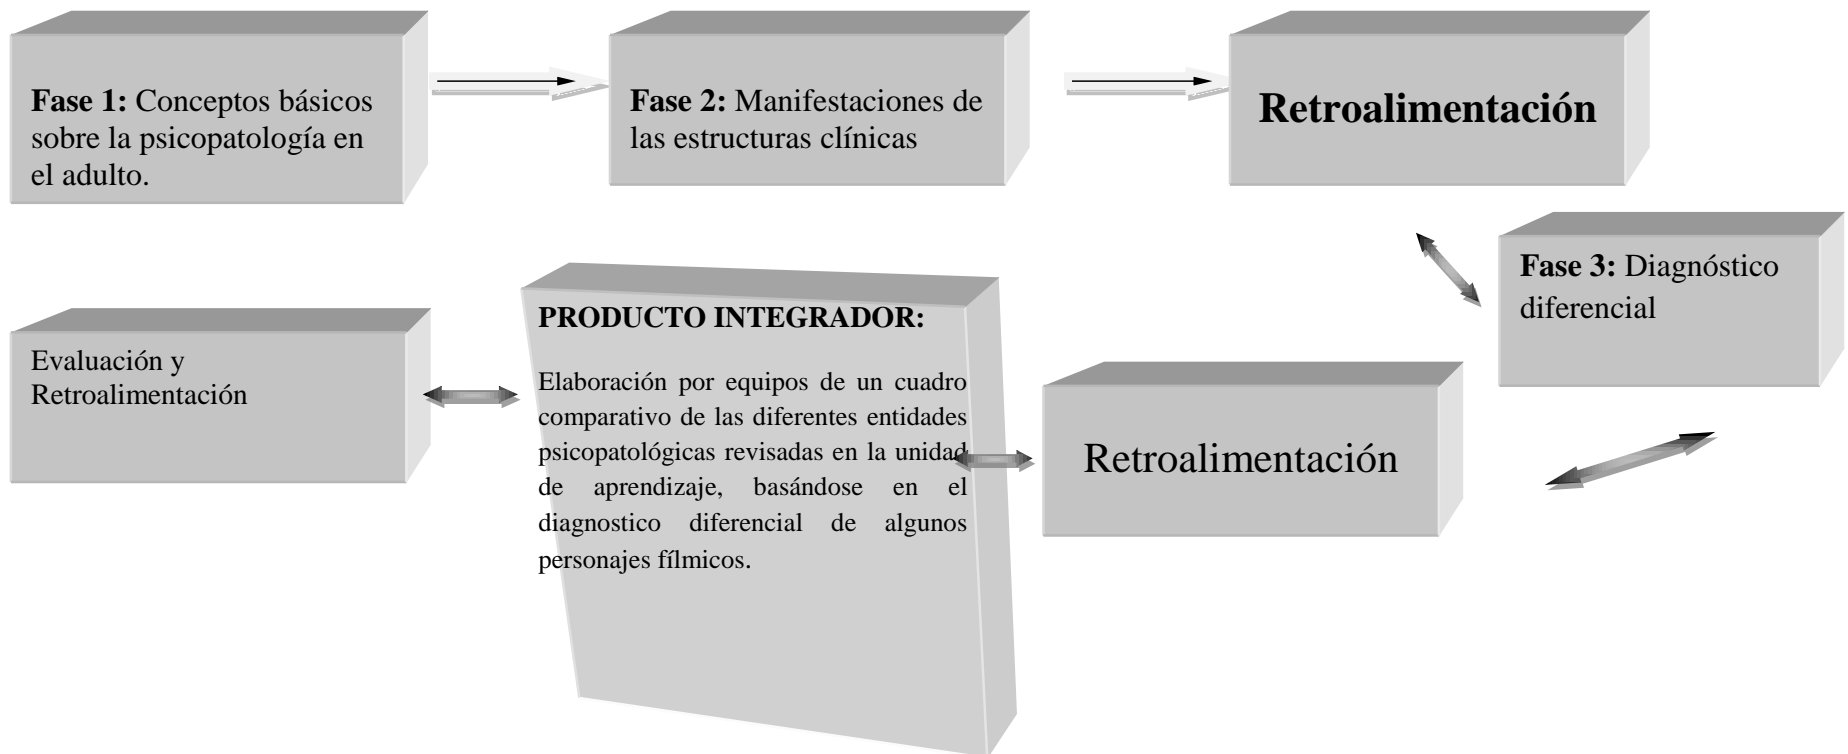 Fase 1: Conceptos básicos
sobre la psicopatología en
el adulto.
Fase 2: Manifestaciones de
las estructuras clínicas
Retroalimentación
Fase 3: Diagnóstico
diferencial
Retroalimentación
PRODUCTO INTEGRADOR:
Elaboración por equipos de un cuadro
comparativo de las diferentes entidades
psicopatológicas revisadas en la unidad
de aprendizaje, basándose en el
diagnostico diferencial de algunos
personajes fílmicos.
Evaluación y
Retroalimentación